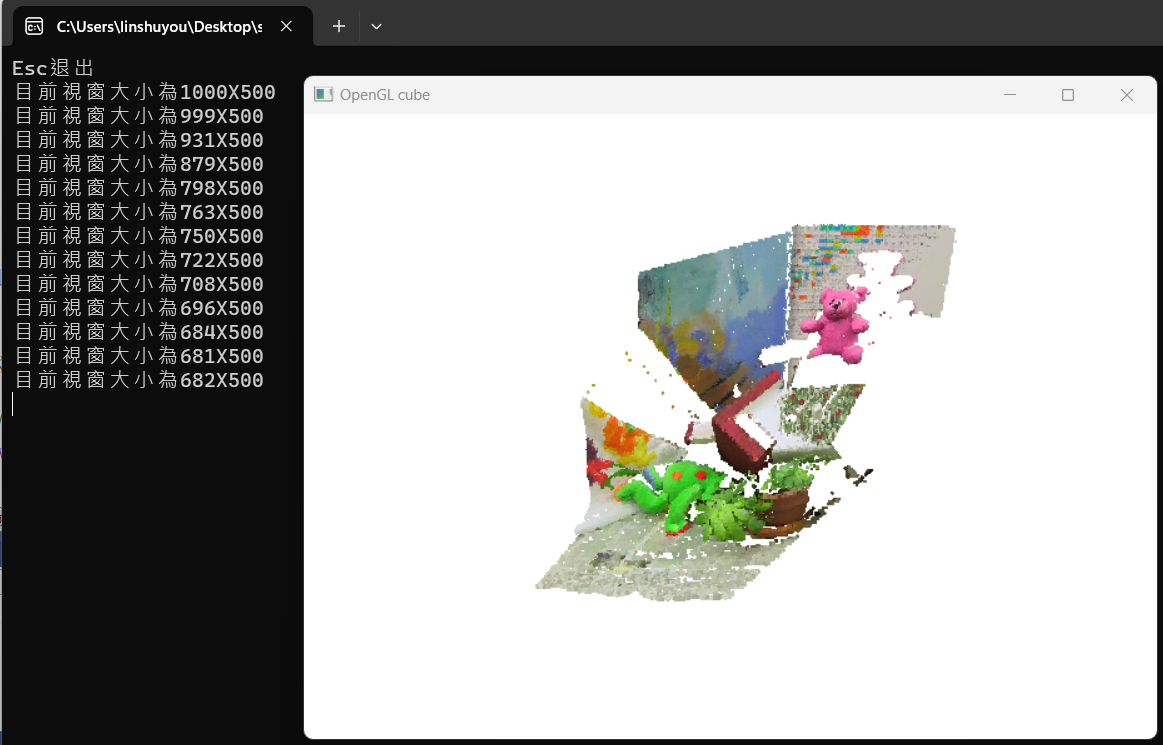 C:\Users\linshuyou\Desktop\s
Esc退出
目前視窗大小為1000X500
目前視窗大小為999X500
目前視窗大小為931X500
目前視窗大小為879X500
目前視窗大小為798X500
目前視窗大小為763X500
目前視窗大小為750X500
目前視窗大小為722X500
目前視窗大小為708X500
目前視窗大小為696X500
目前視窗大小為684X500
目前視窗大小為681X500
目前視窗大小為682X500
OpenGL cube